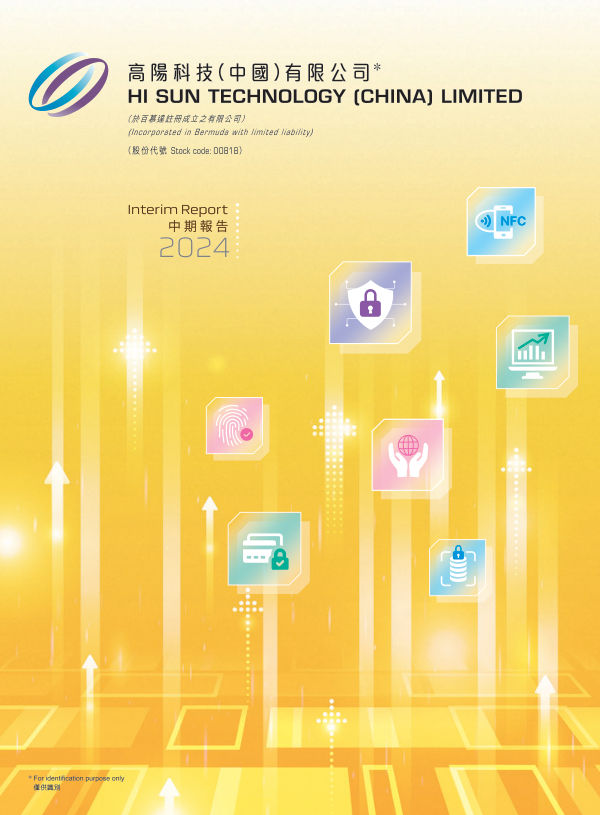 高陽科技(中國)有限公司*
HI SUN TECHNOLOGY (CHINA) LIMITED
(於百慕達註冊成立之有限公司)
(Incorporated in Bermuda with limited liability)
(股份代號 Stock code: 00818)
NFC
Interim Report
中期報告
2024
* For identification purpose only
僅供識別